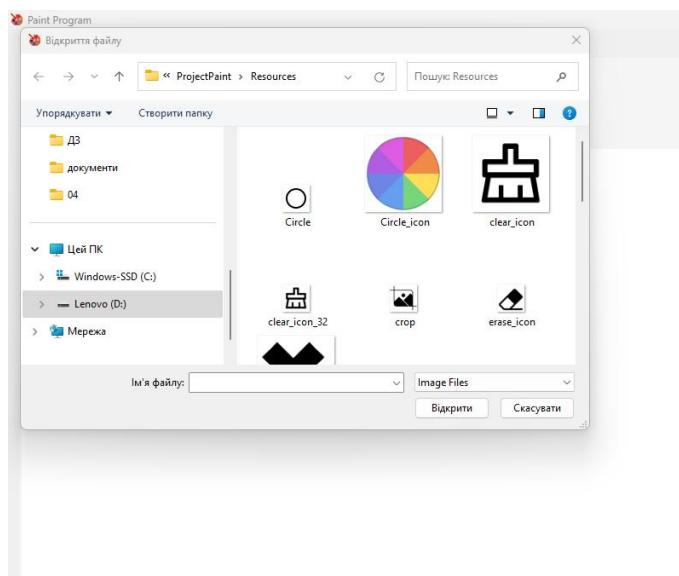 Paint Program
Відкриття файлу
« ProjectPaint > Resources
Пошук: Resources
Упорядкувати
Створити папку
ДЗ
документи
04
Цей ПК
Windows-SSD (C:)
Lenovo (D:)
Мережа
Circle
Circle_icon
clear_icon
clear_icon_32
crop
erase_icon
Ім'я файлу:
Image Files
Відкрити
Скасувати